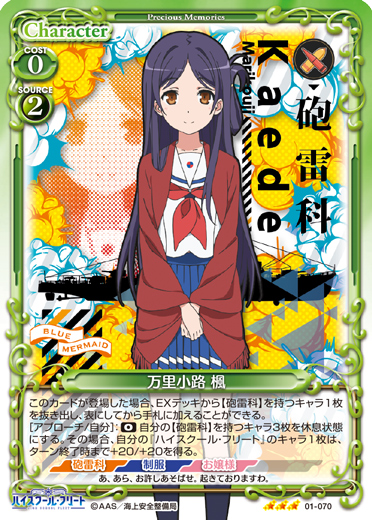 Precious Memories
Character
COST
0
SOURCE
2
Marikouji
Kaede
砲雷科
BLUE
MERMAID
万里小路 楓
このカードが登場した場合、EXデッキから【砲雷科】を持つキャラ1枚
を抜き出し、表にしてから手札に加えることができる。
[アプローチ/自分]: 自分の【砲雷科】を持つキャラ3枚を休息状態
にする。その場合、自分の『ハイスクール・フリート』のキャラ1枚は、
ターン終了時まで+20/+20を得る。
砲雷科 制服 お嬢様
あ、あら、お許しあそばせ、起きておりますわ。
ハイスクール・フリート
©AAS／海上安全整備局
01-070